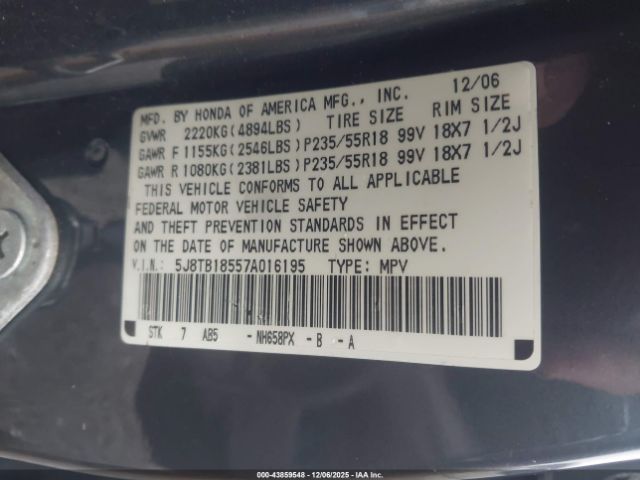 MFD. BY HONDA OF AMERICA MFG., INC. 12/06
GVWR 2220KG(4894LBS) TIRE SIZE RIM SIZE
GAWR F 1155KG(2546LBS)P235/55R18 99V 18X7 1/2J
GAWR R 1080KG(2381LBS)P235/55R18 99V 18X7 1/2J
THIS VEHICLE CONFORMS TO ALL APPLICABLE
FEDERAL MOTOR VEHICLE SAFETY
AND THEFT PREVENTION STANDARDS IN EFFECT
ON THE DATE OF MANUFACTURE SHOWN ABOVE.
V.I.N.: 5J8TB18557A016195 TYPE: MPV
STK 7 AB5 - NH658PX - B - A
000-43859548 - 12/06/2025 - IAA Inc.